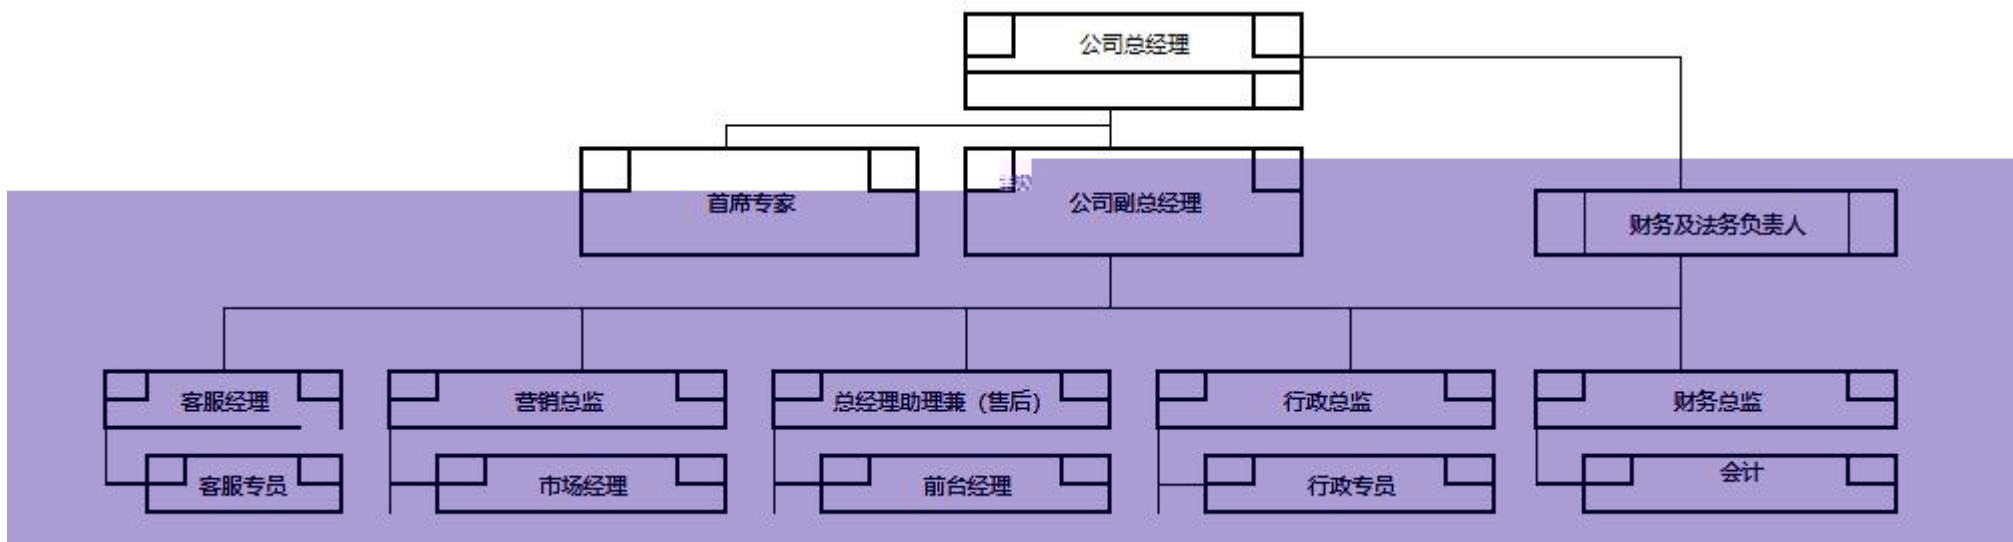 公司总经理
首席专家
公司副总经理
财务及法务负责人
客服经理
营销总监
总经理助理兼（售后）
行政总监
财务总监
客服专员
市场经理
前台经理
行政专员
会计